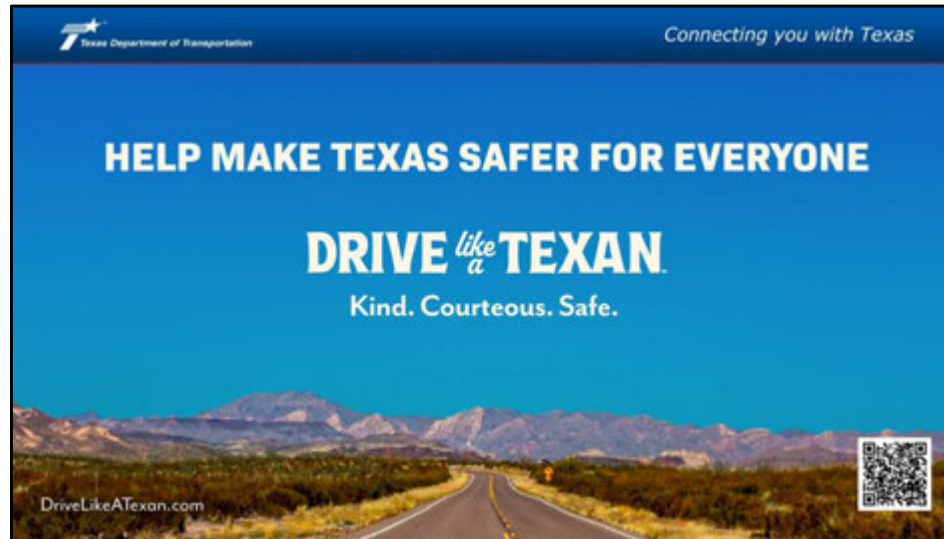 Texas Department of Transportation
Connecting you with Texas
HELP MAKE TEXAS SAFER FOR EVERYONE
DRIVE like a TEXAN
Kind. Courteous. Safe.
DriveLikeATexan.com